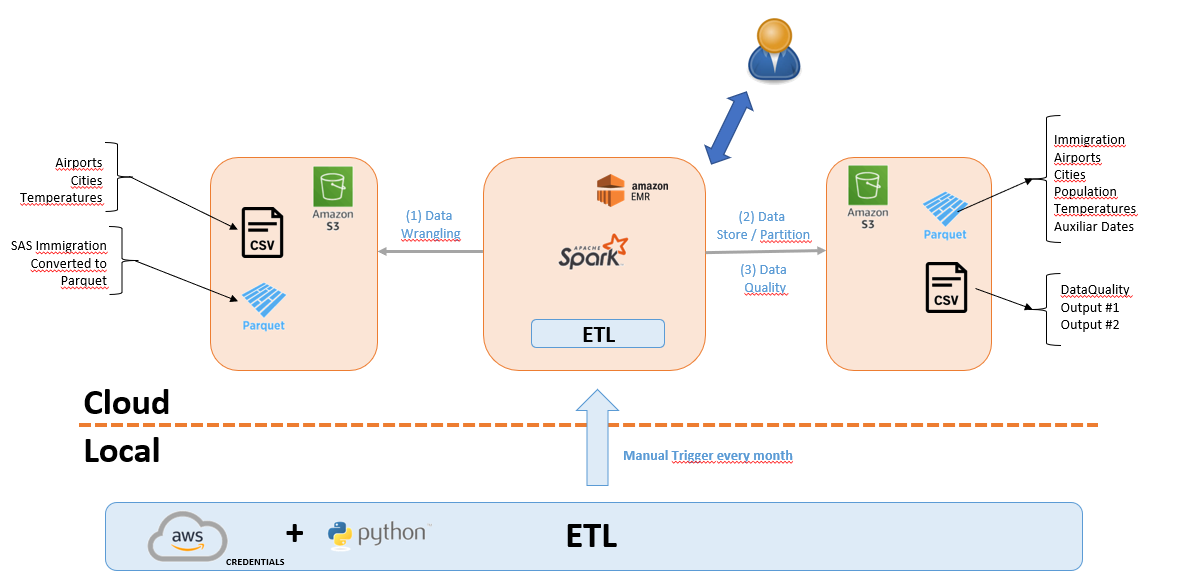 Airports
Cities
Temperatures
SAS Immigration
Converted to
Parquet
Amazon
S3
CSV
Parquet
(1) Data
Wrangling
amazon
EMR
APACHE
Spark™
ETL
(2) Data
Store / Partition
(3) Data
Quality
Amazon
S3
Parquet
CSV
Immigration
Airports
Cities
Population
Temperatures
Auxiliar Dates
DataQuality
Output #1
Output #2
Cloud
Local
Manual Trigger every month
aws
CREDENTIALS
+
python™
ETL